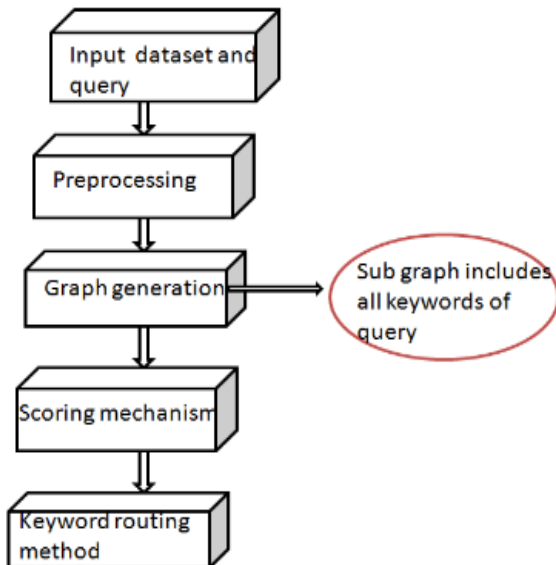 Input dataset and
query
Preprocessing
Graph generation
Sub graph includes
all keywords of
query
Scoring mechanism
Keyword routing
method